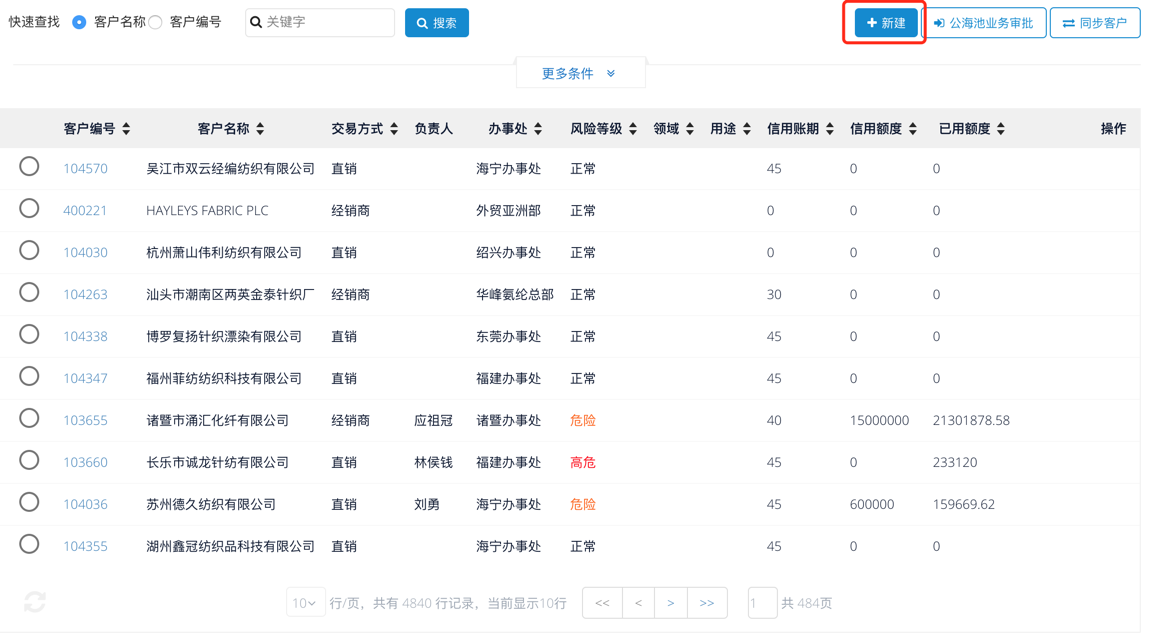 快速查找 客户名称 客户编号 关键字 搜索 新建 公海池业务审批 同步客户
更多条件
客户编号 客户名称 交易方式 负责人 办事处 风险等级 领域 用途 信用账期 信用额度 已用额度 操作
104570 吴江市双云经编纺织有限公司 直销 海宁办事处 正常 45 0 0
400221 HAYLEYS FABRIC PLC 经销商 外贸亚洲部 正常 0 0 0
104030 杭州萧山伟利纺织有限公司 直销 绍兴办事处 正常 0 0 0
104263 汕头市潮南区两英金泰针织厂 经销商 华峰氨纶总部 正常 30 0 0
104338 博罗复扬针织漂染有限公司 直销 东莞办事处 正常 45 0 0
104347 福州菲纺纺织科技有限公司 直销 福建办事处 正常 45 0 0
103655 诸暨市涌汇化纤有限公司 经销商 应祖冠 诸暨办事处 危险 40 15000000 21301878.58
103660 长乐市诚龙针纺有限公司 直销 林侯钱 福建办事处 高危 45 0 233120
104036 苏州德久纺织有限公司 直销 刘勇 海宁办事处 危险 45 600000 159669.62
104355 湖州鑫冠纺织品科技有限公司 直销 海宁办事处 正常 45 0 0
10 行/页，共有 4840 行记录，当前显示10行 << < > >> 1 共 484页